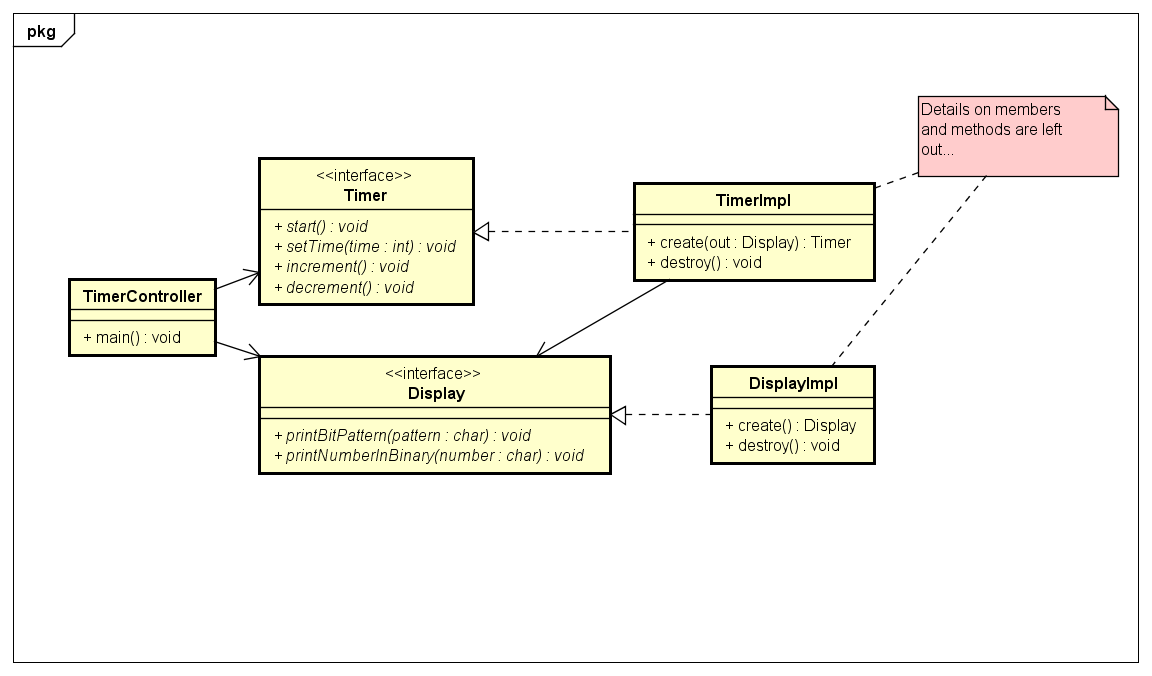 pkg
Details on members
and methods are left
out...
<<interface>>
Timer
+ start() : void
+ setTime(time : int) : void
+ increment() : void
+ decrement() : void
TimerImpl
+ create(out : Display) : Timer
+ destroy() : void
TimerController
+ main() : void
<<interface>>
Display
+ printBitPattern(pattern : char) : void
+ printNumberInBinary(number : char) : void
DisplayImpl
+ create() : Display
+ destroy() : void